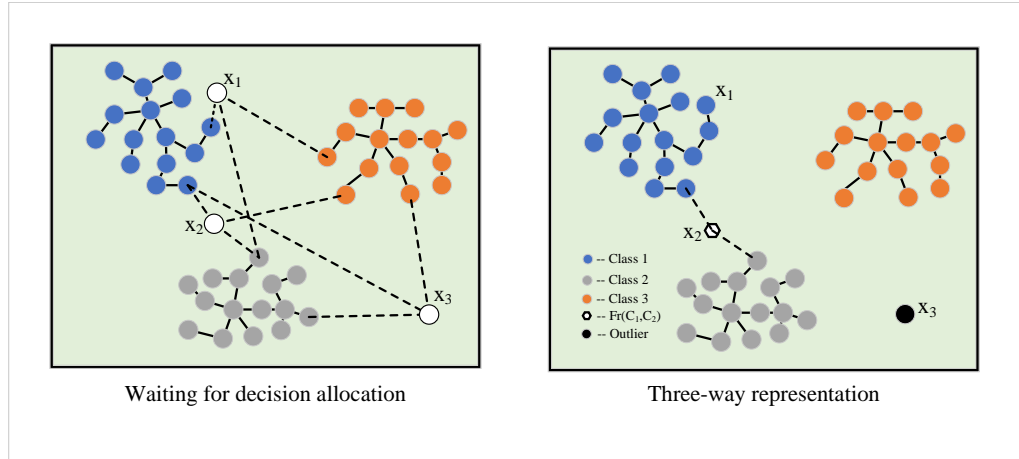 x1
x2
x3
Waiting for decision allocation
x1
x2
-- Class 1
-- Class 2
-- Class 3
-- Fr(C1,C2)
-- Outlier
x3
Three-way representation